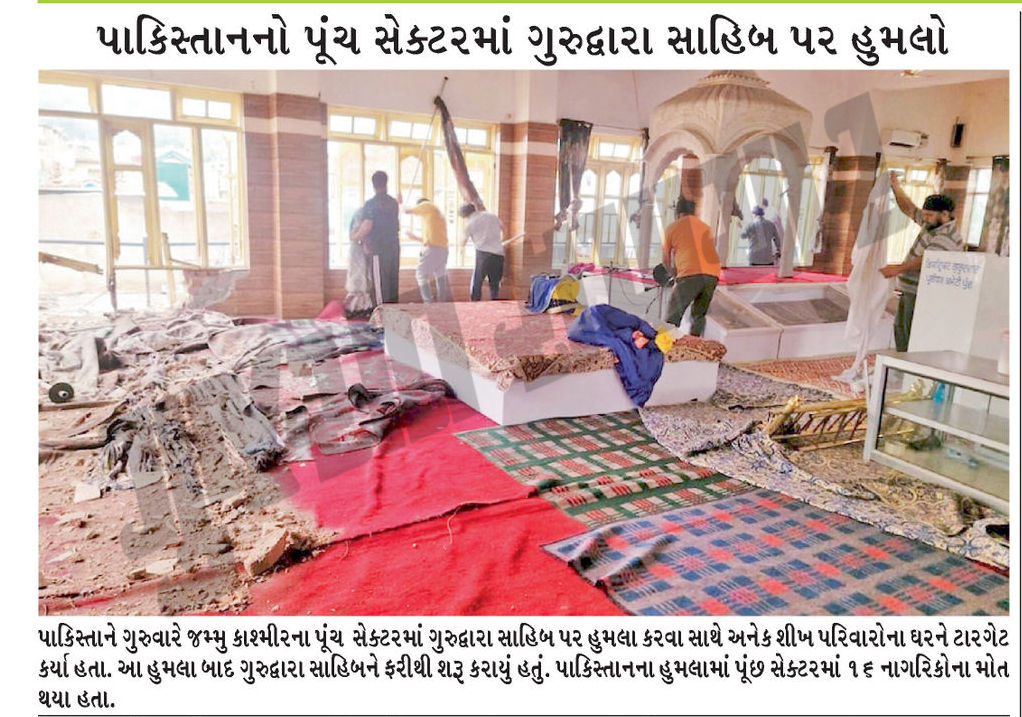 પાકિસ્તાનનો પૂંચ સેક્ટરમાં ગુરુદ્વારા સાહિબ પર હુમલો
પાકિસ્તાને ગુરુવારે જમ્મુ કાશ્મીરના પૂંચ સેક્ટરમાં ગુરુદ્વારા સાહિબ પર હુમલા કરવા સાથે અનેક શીખ પરિવારોના ઘરને ટારગેટ
કર્યા હતા. આ હુમલા બાદ ગુરુદ્વારા સાહિબને ફરીથી શરૂ કરાયું હતું. પાકિસ્તાનના હુમલામાં પૂંછ સેક્ટરમાં ૧૬ નાગરિકોના મોત
થયા હતા.